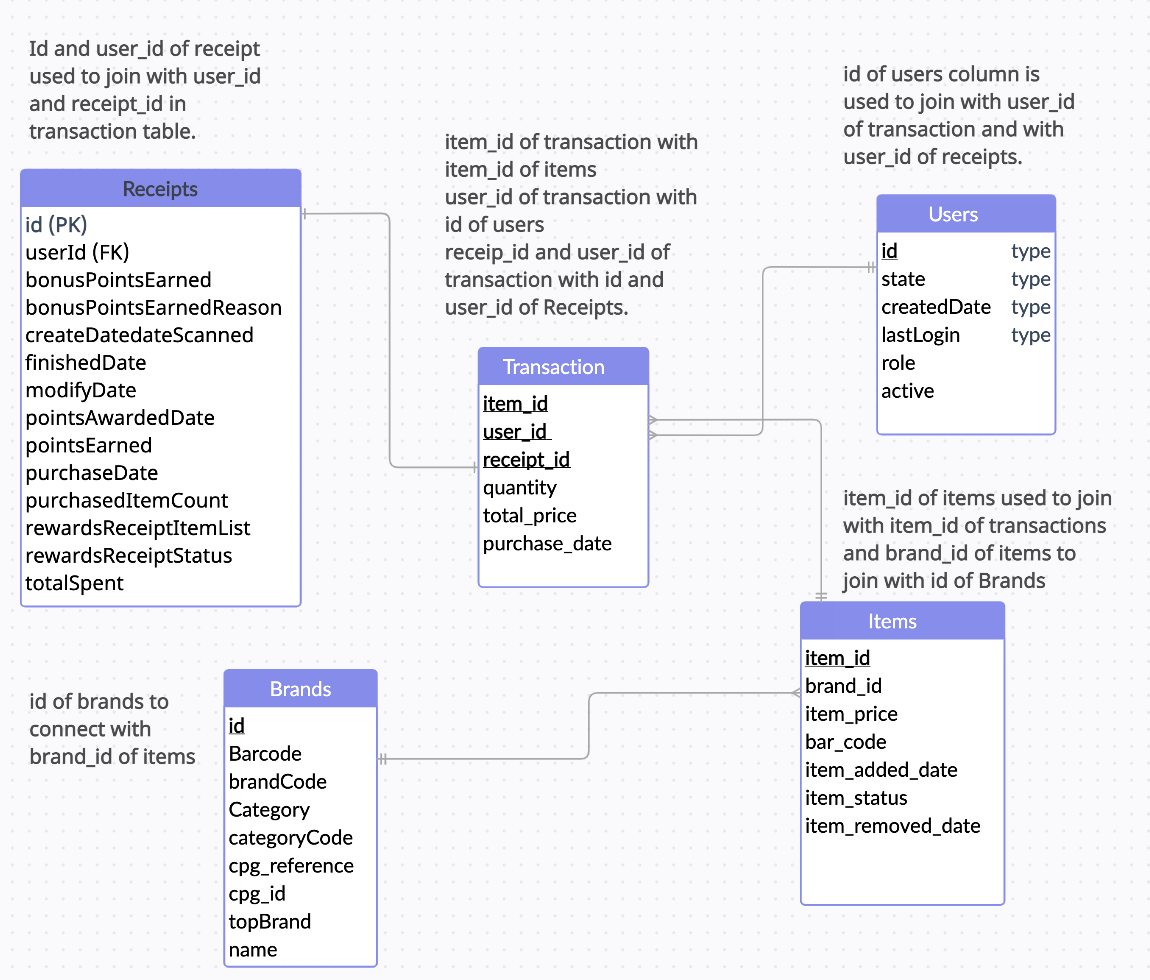 Id and user_id of receipt
used to join with user_id
and receipt_id in
transaction table.
Receipts
id (PK)
userId (FK)
bonusPointsEarned
bonusPointsEarnedReason
createDatedateScanned
finishedDate
modifyDate
pointsAwardedDate
pointsEarned
purchaseDate
purchasedItemCount
rewardsReceiptItemList
rewardsReceiptStatus
totalSpent
item_id of transaction with
item_id of items
user_id of transaction with
id of users
receip_id and user_id of
transaction with id and
user_id of Receipts.
Transaction
item_id
user_id
receipt_id
quantity
total_price
purchase_date
id of users column is
used to join with user_id
of transaction and with
user_id of receipts.
Users
id type
state type
createdDate type
lastLogin type
role
active
item_id of items used to join
with item_id of transactions
and brand_id of items to
join with id of Brands
Items
item_id
brand_id
item_price
bar_code
item_added_date
item_status
item_removed_date
id of brands to
connect with
brand_id of items
Brands
id
Barcode
brandCode
Category
categoryCode
cpg_reference
cpg_id
topBrand
name